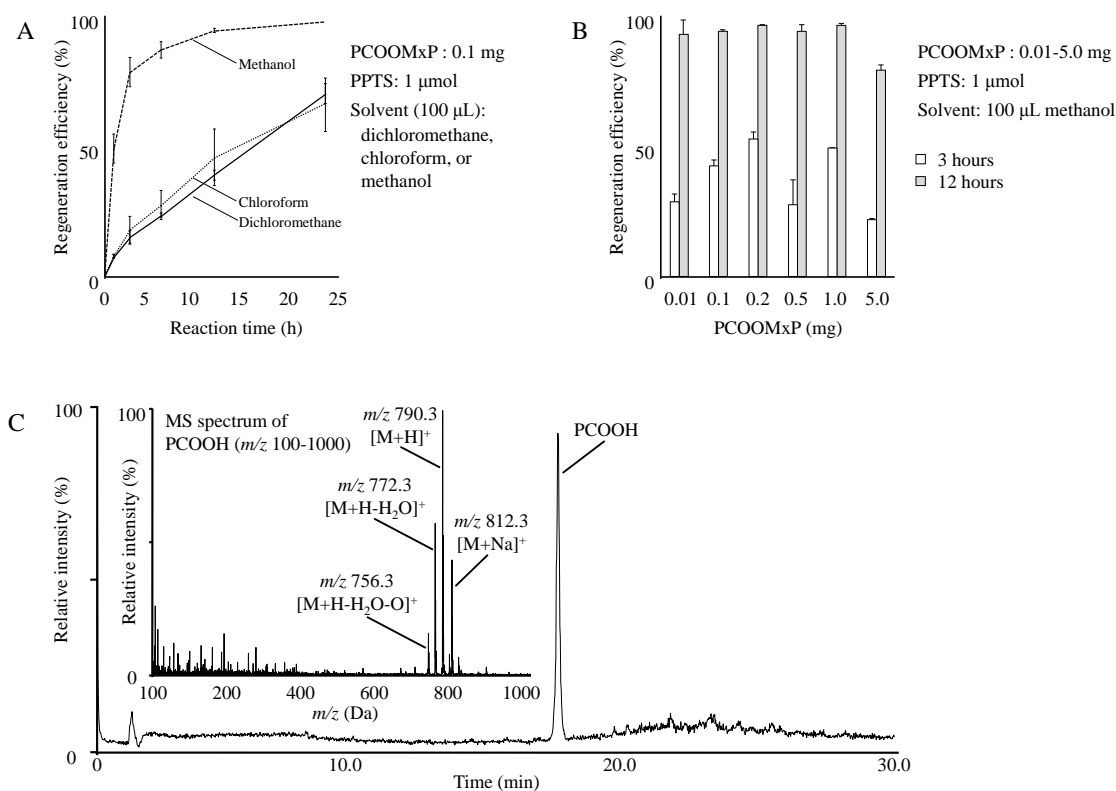 A
Regeneration efficiency (%)
100
50
0
0 5 10 15 20 25
Reaction time (h)
Methanol
Chloroform
Dichloromethane
PCOOMxP : 0.1 mg
PPTS: 1 μmol
Solvent (100 μL):
dichloromethane,
chloroform, or
methanol
B
Regeneration efficiency (%)
100
50
0
0.01 0.1 0.2 0.5 1.0 5.0
PCOOMxP (mg)
PCOOMxP : 0.01-5.0 mg
PPTS: 1 μmol
Solvent: 100 μL methanol
3 hours
12 hours
C
Relative intensity (%)
100
0
0 10.0 20.0 30.0
Time (min)
PCOOH
Relative intensity (%)
100
0
MS spectrum of
PCOOH (m/z 100-1000)
m/z 790.3
[M+H]⁺
m/z 772.3
[M+H-H₂O]⁺
m/z 812.3
[M+Na]⁺
m/z 756.3
[M+H-H₂O-O]⁺
100 200 400 600 800 1000
m/z (Da)